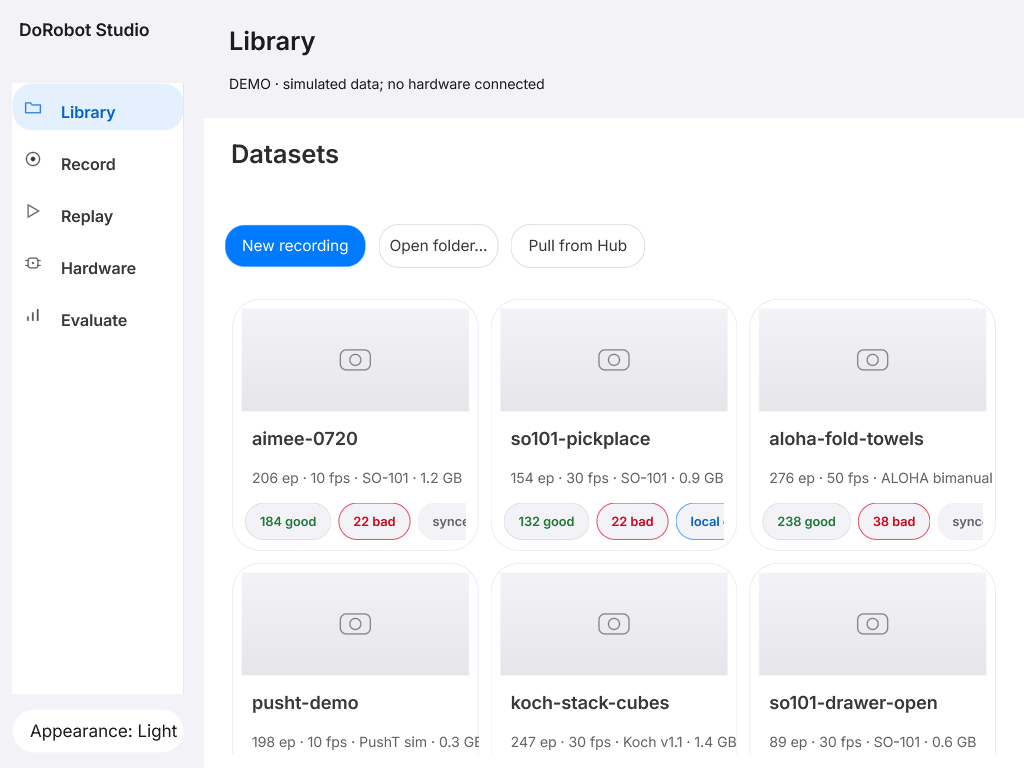 DoRobot Studio
Library
Record
Replay
Hardware
Evaluate
Appearance: Light
Library
DEMO · simulated data; no hardware connected
Datasets
New recording
Open folder...
Pull from Hub
aimee-0720
206 ep · 10 fps · SO-101 · 1.2 GB
184 good
22 bad
so101-pickplace
154 ep · 30 fps · SO-101 · 0.9 GB
132 good
22 bad
local
aloha-fold-towels
276 ep · 50 fps · ALOHA bimanual
238 good
38 bad
pusht-demo
198 ep · 10 fps · PushT sim · 0.3 GB
koch-stack-cubes
247 ep · 30 fps · Koch v1.1 · 1.4 GB
so101-drawer-open
89 ep · 30 fps · SO-101 · 0.6 GB